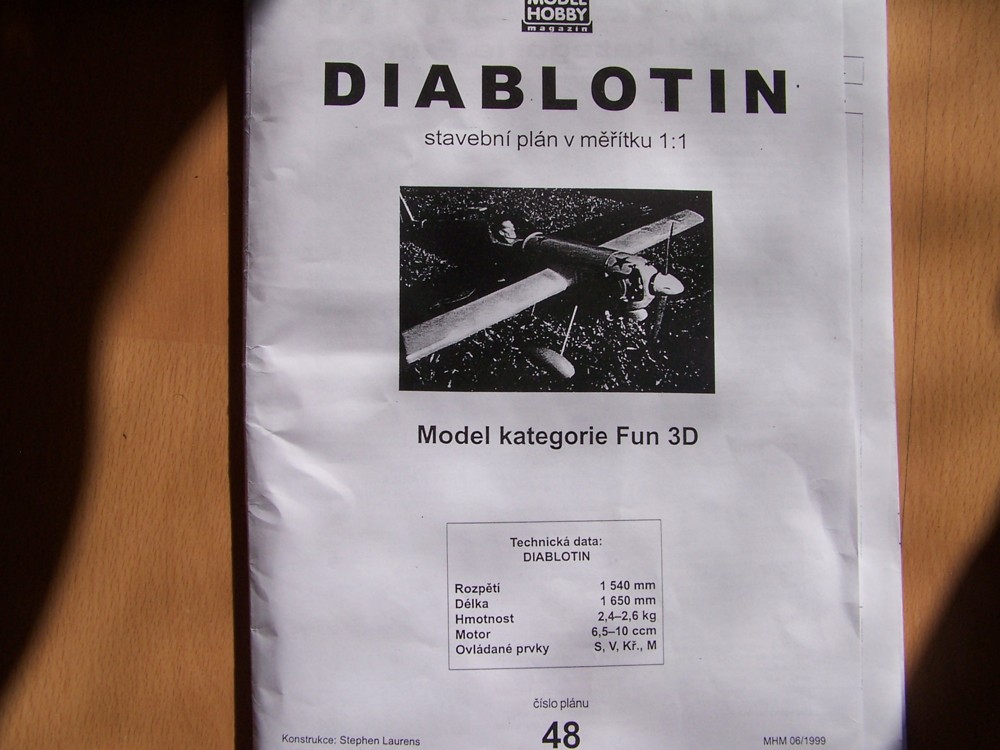 MODEL
HOBBY
magazín
DIABLOTIN
stavební plán v měřítku 1:1
Model kategorie Fun 3D
Technická data:
DIABLOTIN
Rozpětí 1 540 mm
Délka 1 650 mm
Hmotnost 2,4–2,6 kg
Motor 6,5–10 ccm
Ovládané prvky S, V, Kř., M
číslo plánu
48
Konstrukce: Stephen Laurens
MHM 06/1999